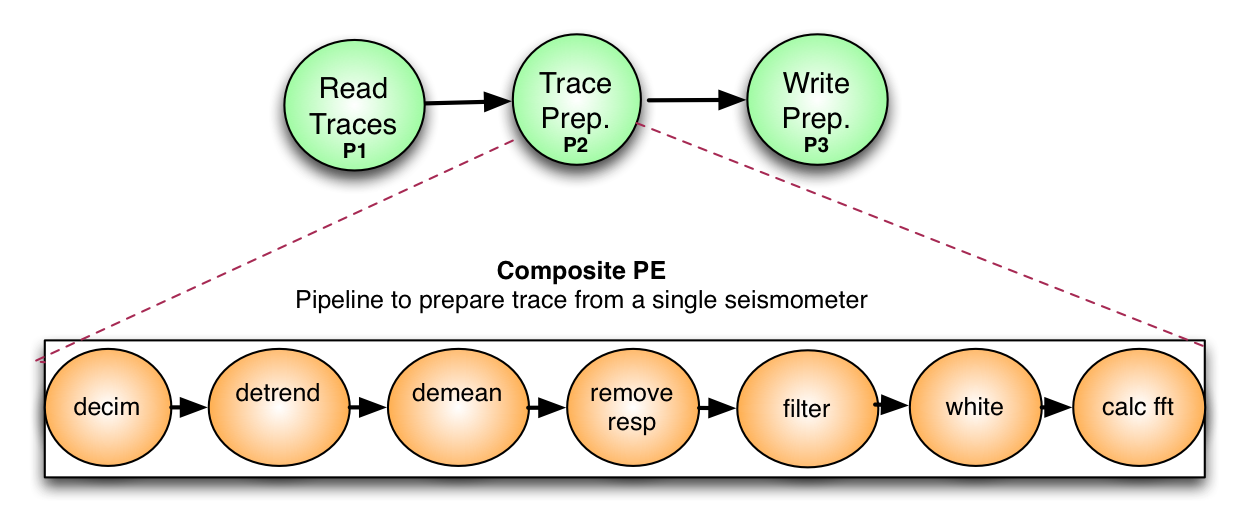 Read
Traces
P1
Trace
Prep.
P2
Write
Prep.
P3
Composite PE
Pipeline to prepare trace from a single seismometer
decim
detrend
demean
remove
resp
filter
white
calc fft